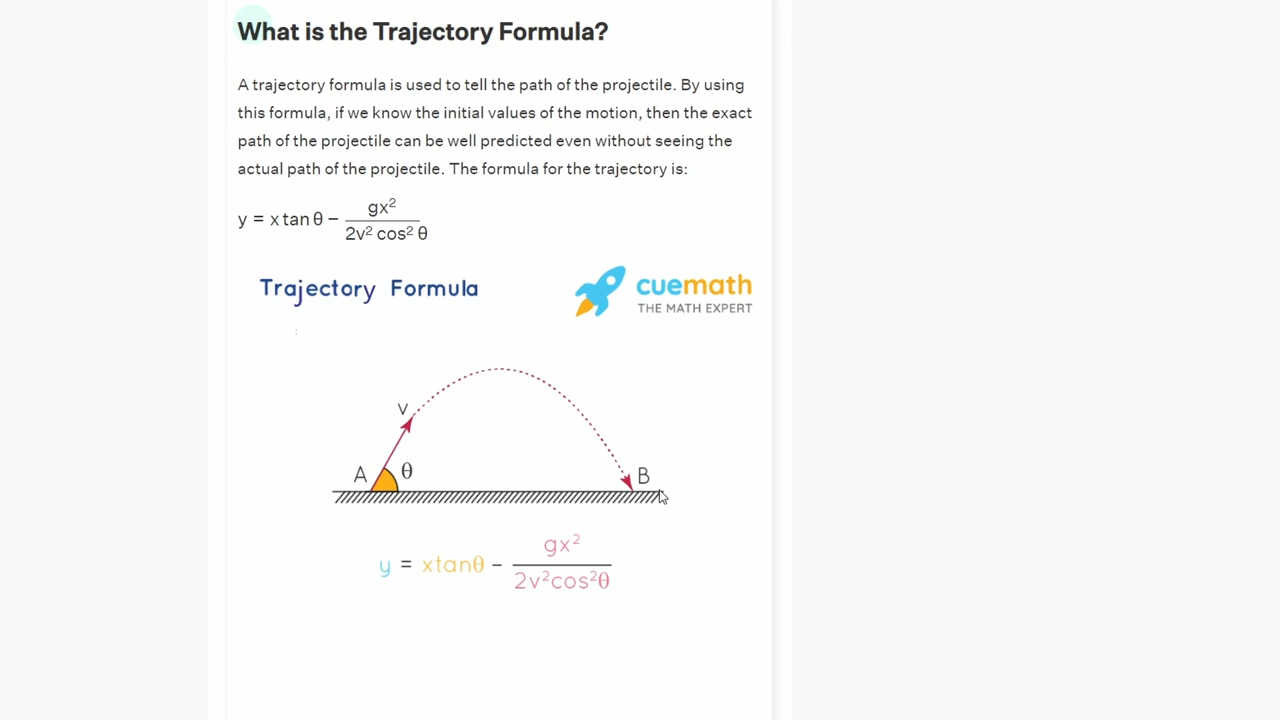 What is the Trajectory Formula?
A trajectory formula is used to tell the path of the projectile. By using
this formula, if we know the initial values of the motion, then the exact
path of the projectile can be well predicted even without seeing the
actual path of the projectile. The formula for the trajectory is:
y = x tan θ − gx² / 2v² cos² θ
Trajectory Formula
cuemath
THE MATH EXPERT
v
A θ B
y = xtanθ − gx² / 2v²cos²θ